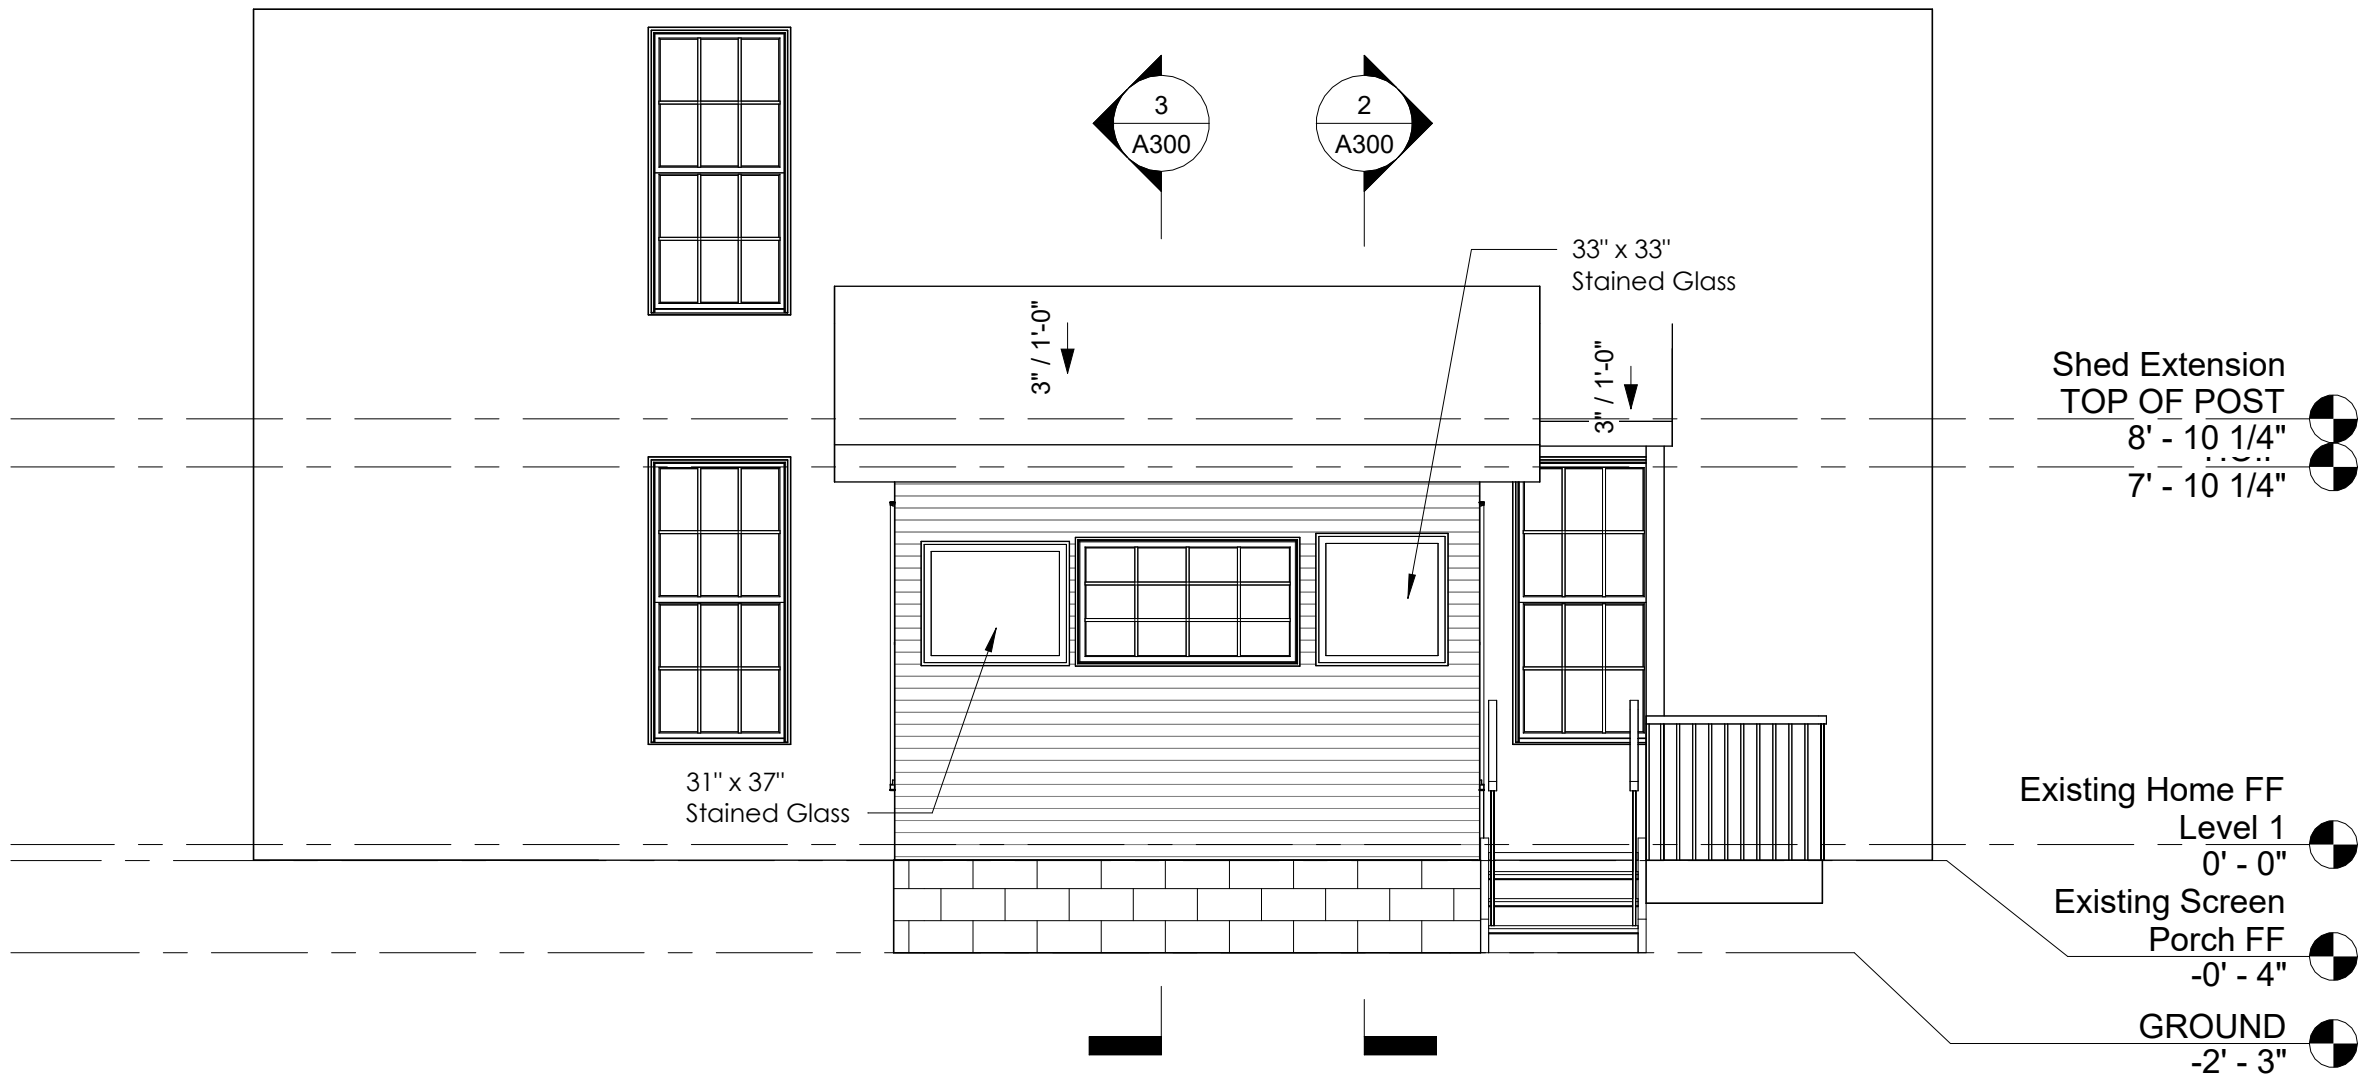 3
A300
2
A300
33" x 33"
Stained Glass
3" / 1'-0"
3" / 1'-0"
Shed Extension
TOP OF POST
8' - 10 1/4"
7' - 10 1/4"
31" x 37"
Stained Glass
Existing Home FF
Level 1
0' - 0"
Existing Screen
Porch FF
-0' - 4"
GROUND
-2' - 3"